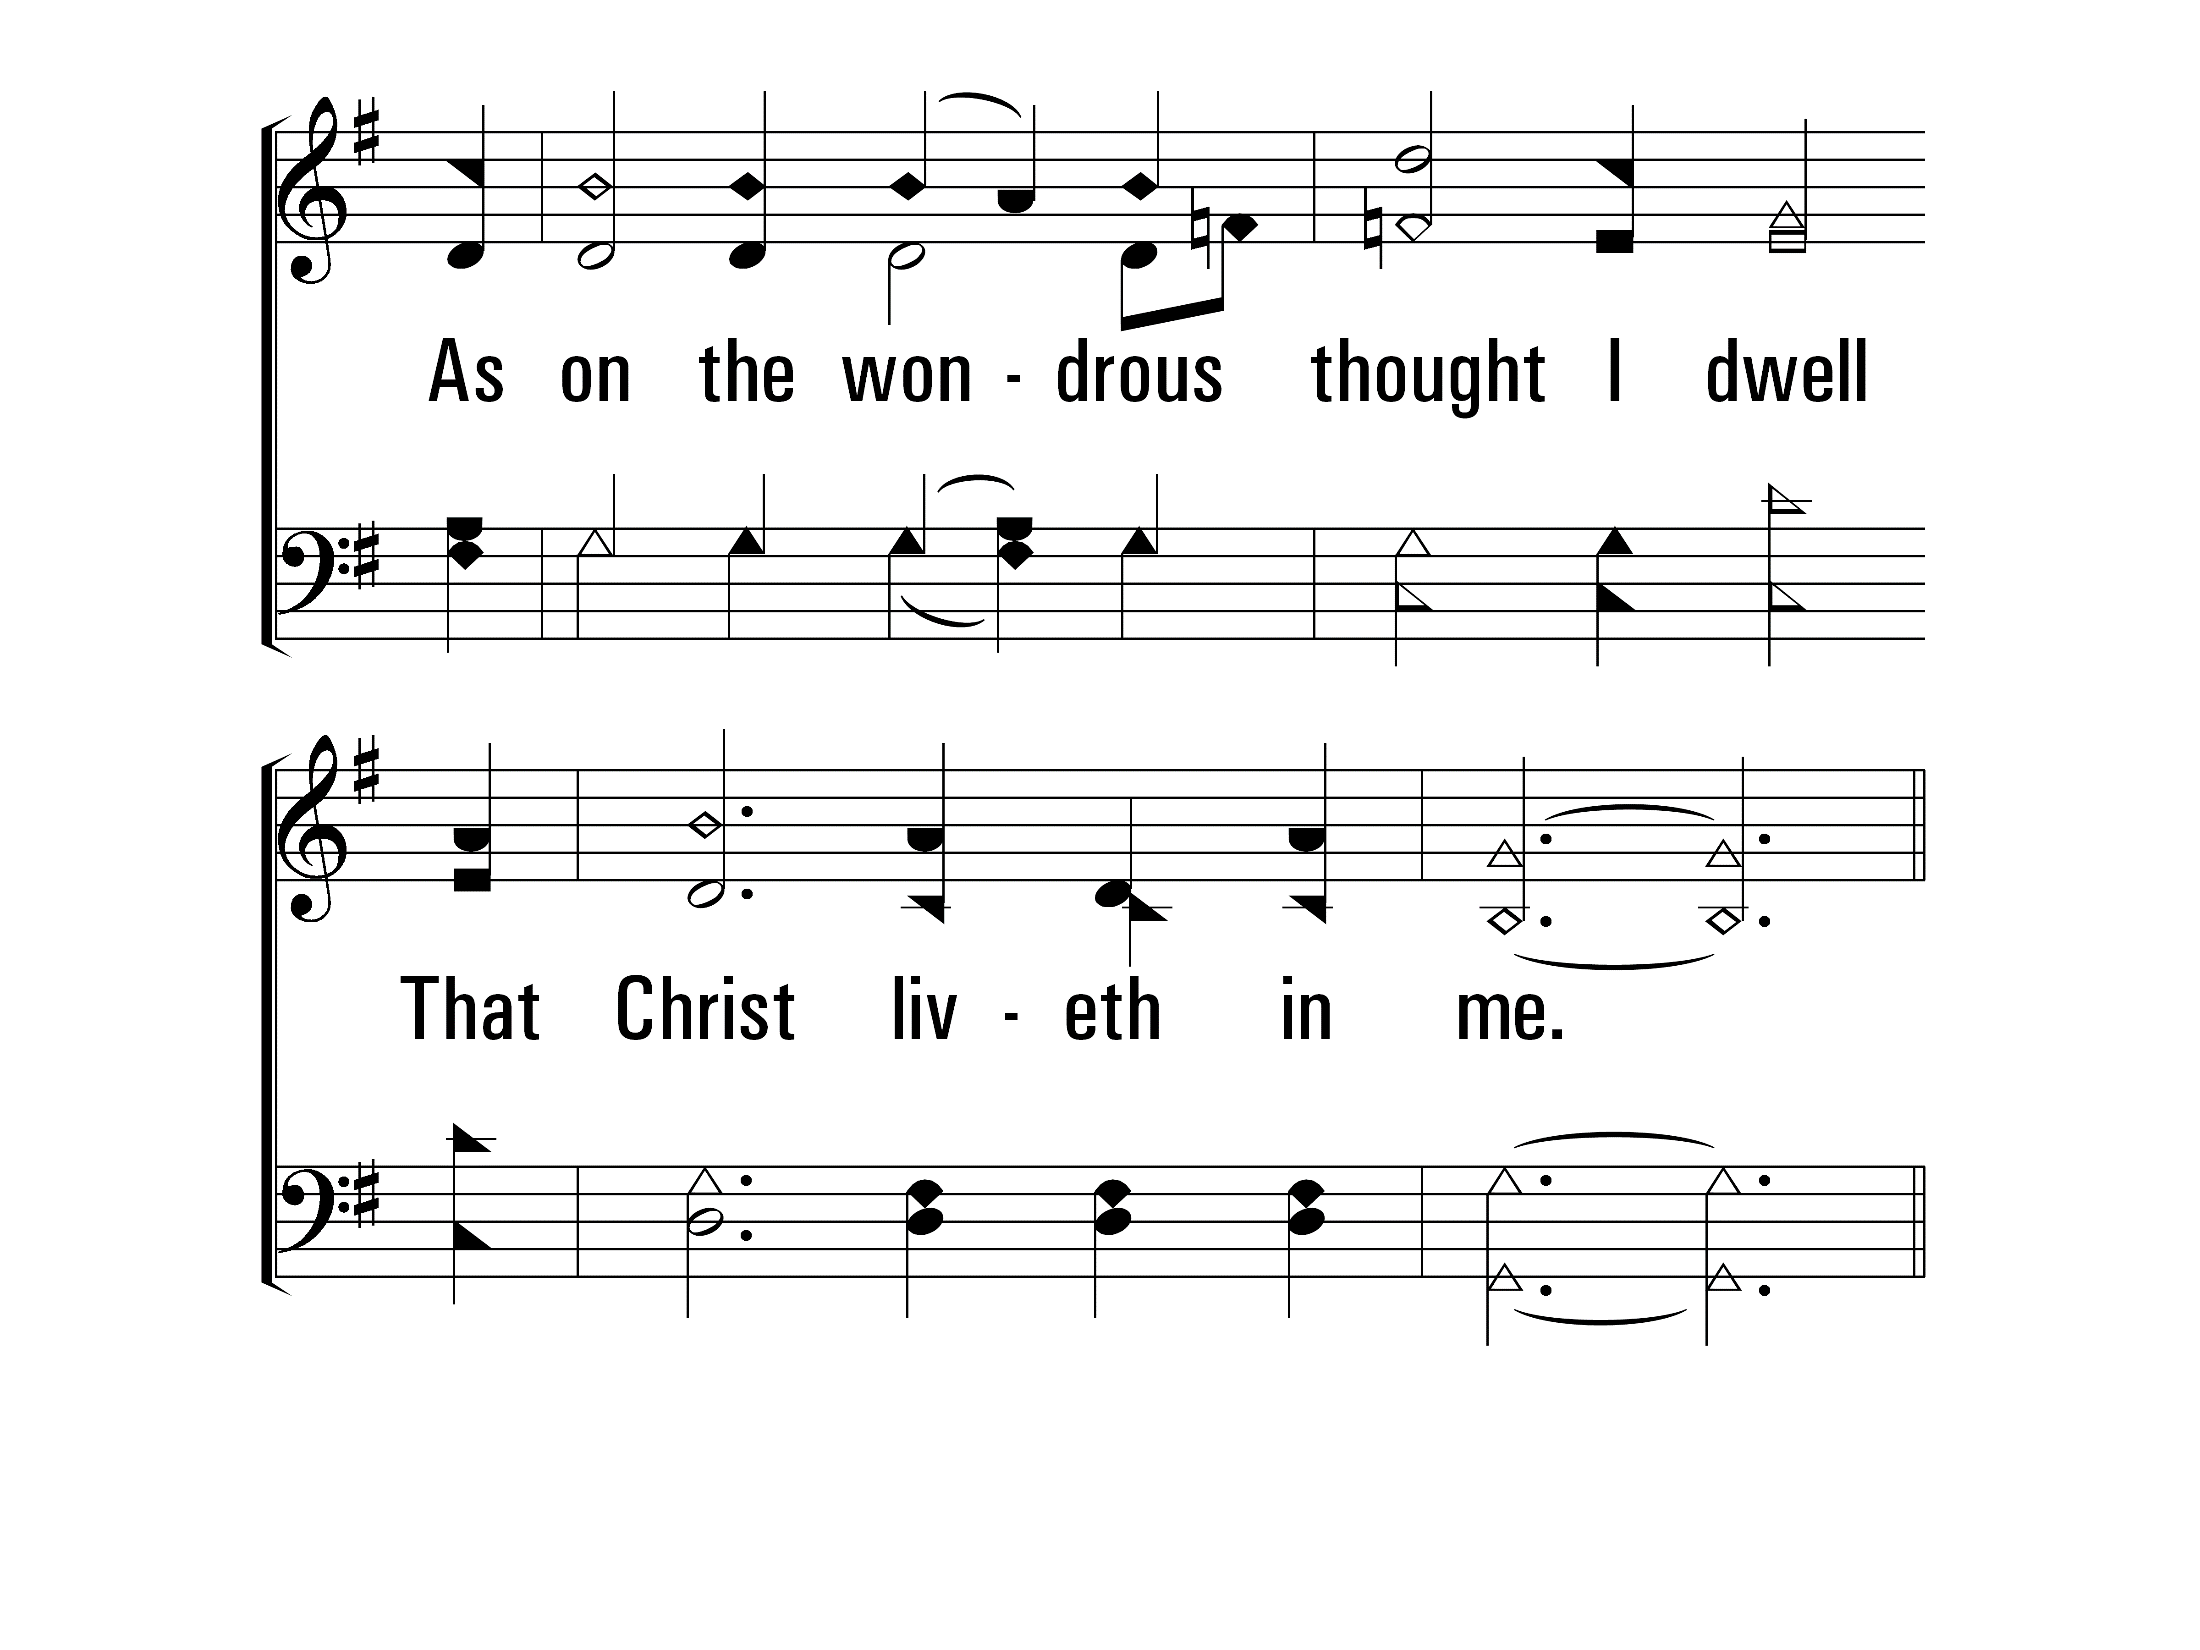 As on the won - drous thought I dwell
That Christ liv - eth in me.